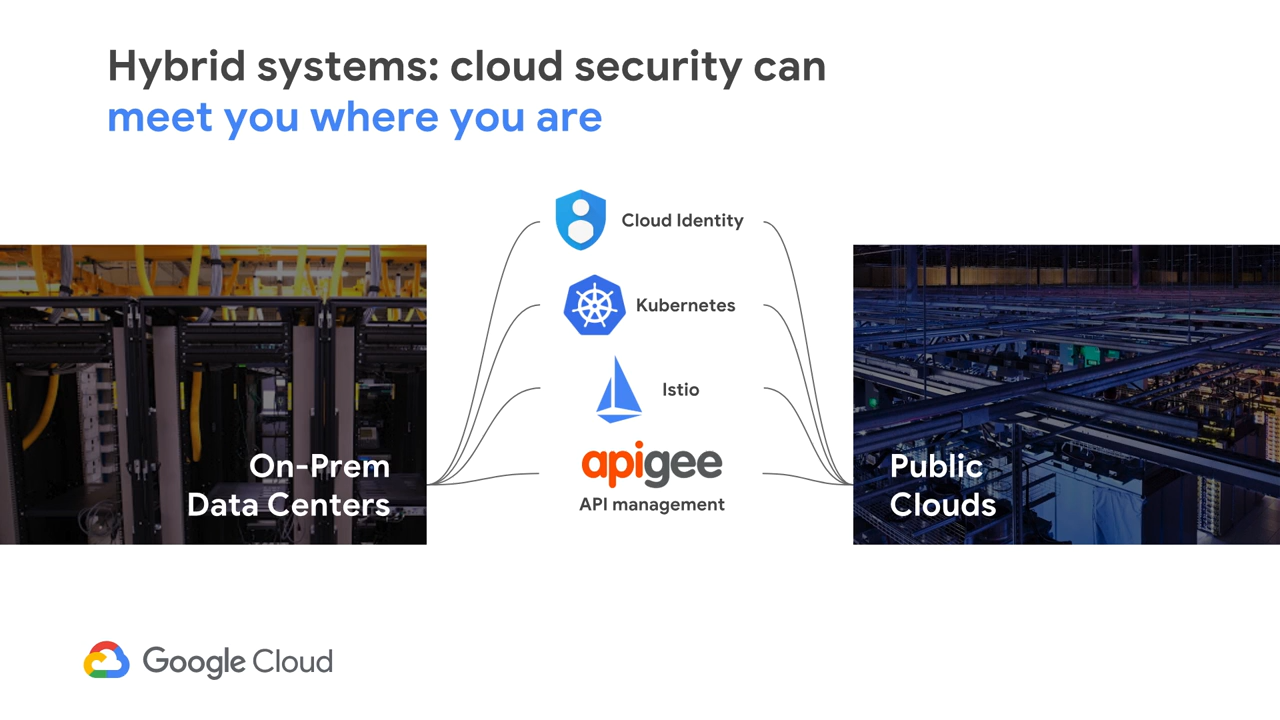 Hybrid systems: cloud security can
meet you where you are
Cloud Identity
Kubernetes
Istio
apigee
API management
On-Prem
Data Centers
Public
Clouds
Google Cloud